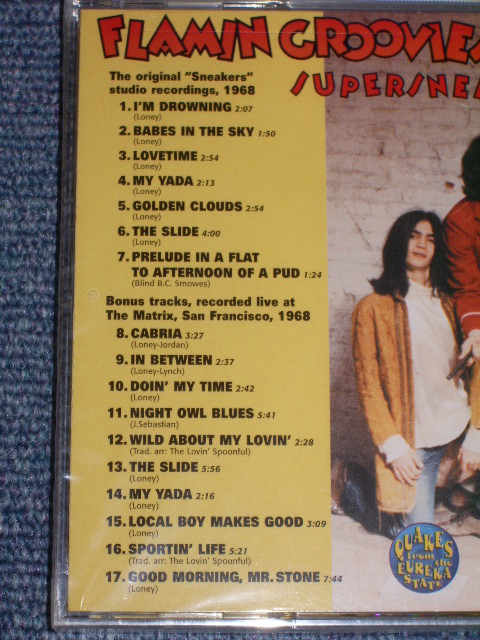 FLAMIN GROOVIES
SUPERSNE
The original "Sneakers"
studio recordings, 1968
1. I'M DROWNING 2:07
(Loney)
2. BABES IN THE SKY 1:50
(Loney)
3. LOVETIME 2:54
(Loney)
4. MY YADA 2:13
(Loney)
5. GOLDEN CLOUDS 2:54
(Loney)
6. THE SLIDE 4:00
(Loney)
7. PRELUDE IN A FLAT
TO AFTERNOON OF A PUD 1:24
(Blind B.C. Smowes)
Bonus tracks, recorded live at
The Matrix, San Francisco, 1968
8. CABRIA 3:27
(Loney-Jordan)
9. IN BETWEEN 2:37
(Loney-Lynch)
10. DOIN' MY TIME 2:42
(Loney)
11. NIGHT OWL BLUES 5:41
(J.Sebastian)
12. WILD ABOUT MY LOVIN' 2:28
(Trad. arr: The Lovin' Spoonful)
13. THE SLIDE 5:56
(Loney)
14. MY YADA 2:16
(Loney)
15. LOCAL BOY MAKES GOOD 3:09
(Loney)
16. SPORTIN' LIFE 5:21
(Trad. arr: The Lovin' Spoonful)
17. GOOD MORNING, MR. STONE 7:44
(Loney)
QUAKES
from the
EUREKA
STATE